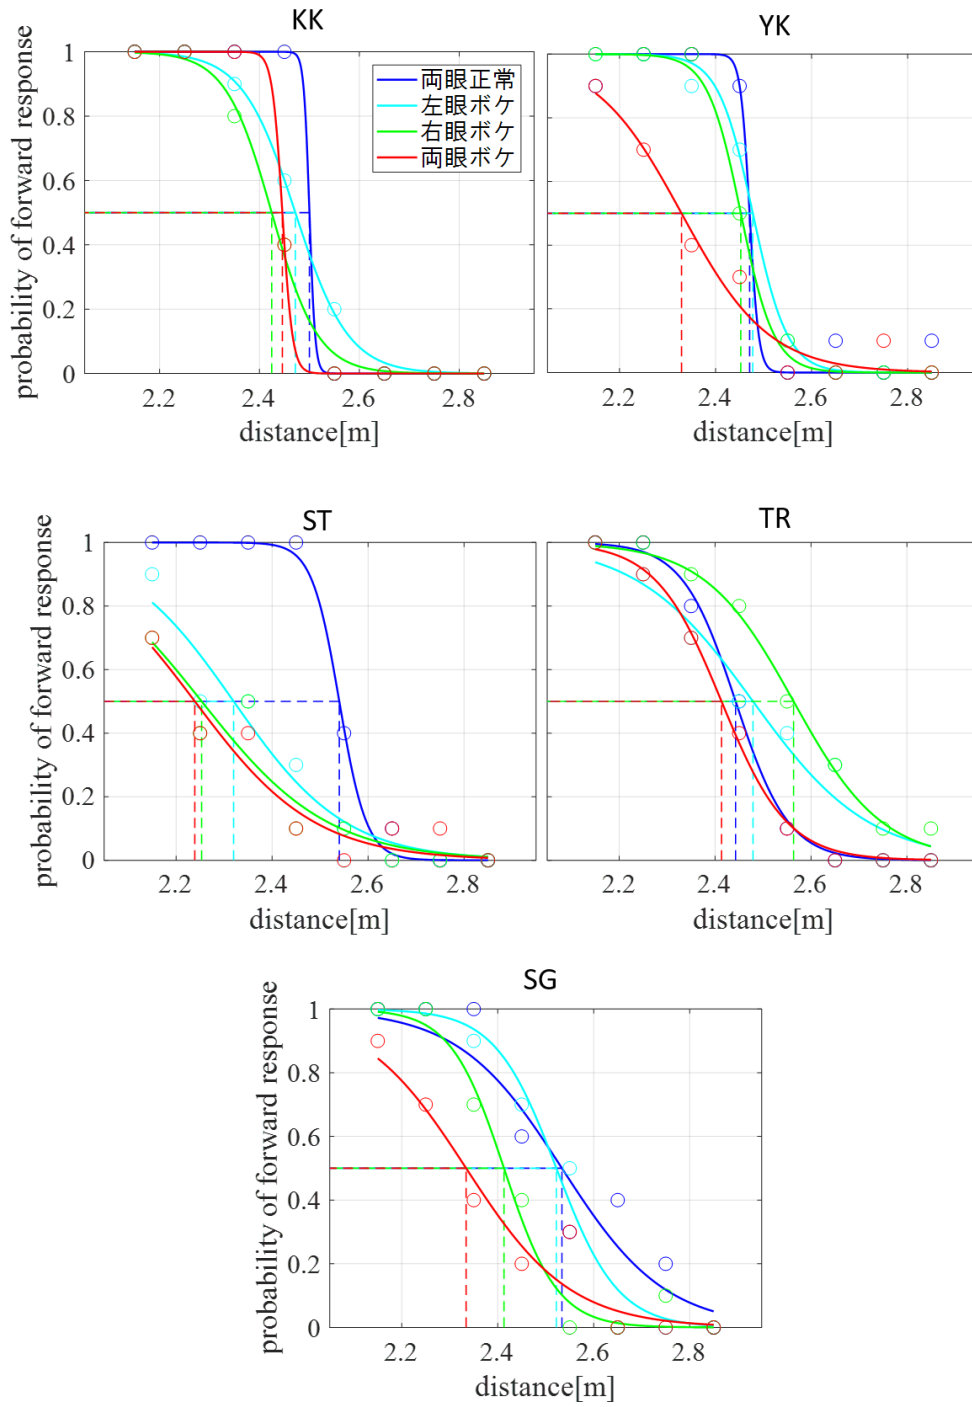 KK
probability of forward response
1
0.8
0.6
0.4
0.2
0
両眼正常
左眼ボケ
右眼ボケ
両眼ボケ
2.2 2.4 2.6 2.8
distance[m]
YK
1
0.8
0.6
0.4
0.2
0
2.2 2.4 2.6 2.8
distance[m]
ST
probability of forward response
1
0.8
0.6
0.4
0.2
0
2.2 2.4 2.6 2.8
distance[m]
TR
1
0.8
0.6
0.4
0.2
0
2.2 2.4 2.6 2.8
distance[m]
SG
probability of forward response
1
0.8
0.6
0.4
0.2
0
2.2 2.4 2.6 2.8
distance[m]